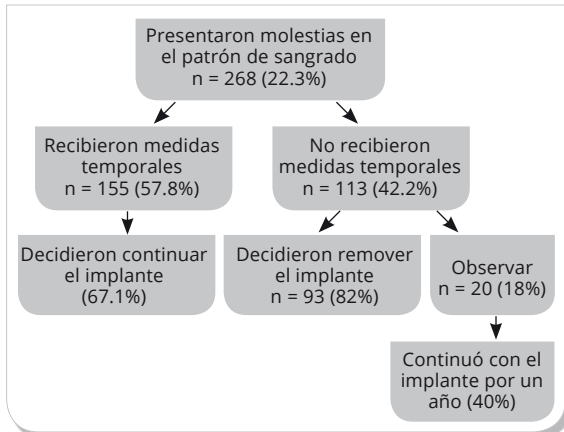 Presentaron molestias en
el patrón de sangrado
n = 268 (22.3%)
Recibieron medidas
temporales
n = 155 (57.8%)
No recibieron
medidas temporales
n = 113 (42.2%)
Decidieron continuar
el implante
(67.1%)
Decidieron remover
el implante
n = 93 (82%)
Observar
n = 20 (18%)
Continuó con el
implante por un
año (40%)